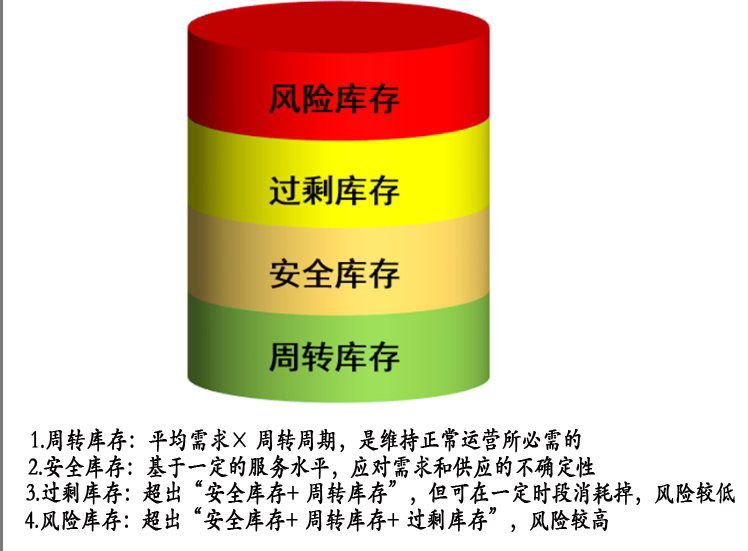 风险库存
过剩库存
安全库存
周转库存
1.周转库存：平均需求× 周转周期，是维持正常运营所必需的
2.安全库存：基于一定的服务水平，应对需求和供应的不确定性
3.过剩库存：超出“安全库存+ 周转库存”，但可在一定时段消耗掉，风险较低
4.风险库存：超出“安全库存+ 周转库存+ 过剩库存”，风险较高